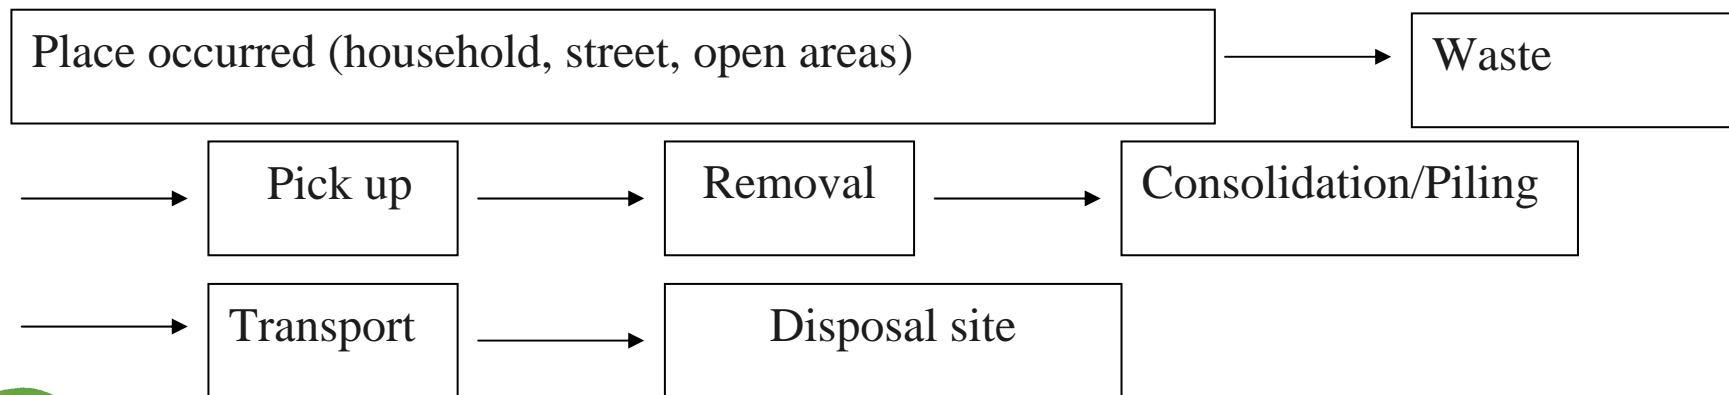 Place occurred (household, street, open areas) Waste
Pick up Removal Consolidation/Piling
Transport Disposal site